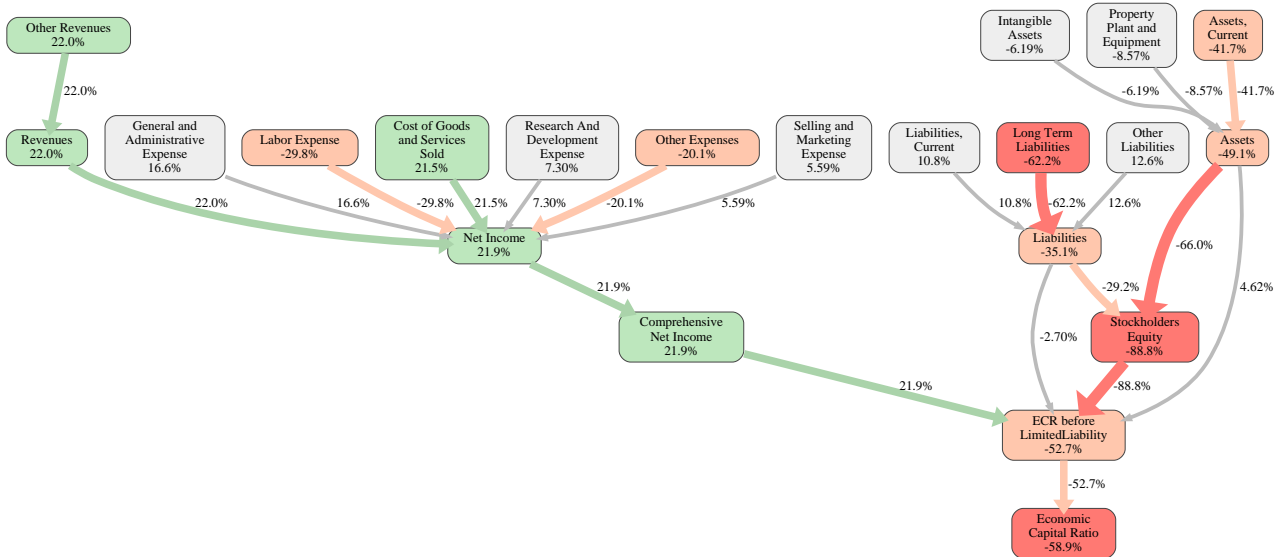 Other Revenues
22.0%
Intangible
Assets
-6.19%
Property
Plant and
Equipment
-8.57%
Assets,
Current
-41.7%
22.0%
-6.19%
-8.57%
-41.7%
Revenues
22.0%
General and
Administrative
Expense
16.6%
Labor Expense
-29.8%
Cost of Goods
and Services
Sold
21.5%
Research And
Development
Expense
7.30%
Other Expenses
-20.1%
Selling and
Marketing
Expense
5.59%
Liabilities,
Current
10.8%
Long Term
Liabilities
-62.2%
Other
Liabilities
12.6%
Assets
-49.1%
22.0%
16.6%
-29.8%
21.5%
7.30%
-20.1%
5.59%
10.8%
-62.2%
12.6%
Net Income
21.9%
Liabilities
-35.1%
-66.0%
21.9%
-29.2%
4.62%
Comprehensive
Net Income
21.9%
-2.70%
Stockholders
Equity
-88.8%
21.9%
-88.8%
ECR before
LimitedLiability
-52.7%
-52.7%
Economic
Capital Ratio
-58.9%